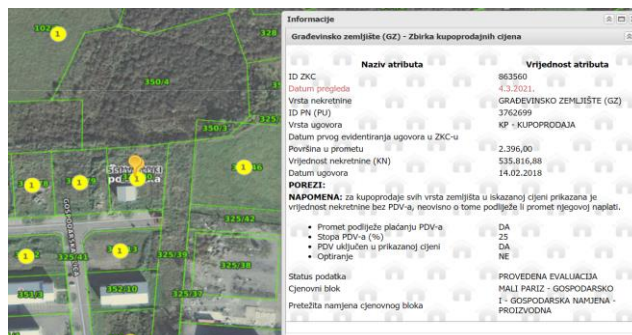 Informacije
Građevinsko zemljište (GZ) - Zbirka kupoprodajnih cijena
Naziv atributa Vrijednost atributa
ID ZKC 863560
Datum pregleda 4.3.2021.
Vrsta nekretnine GRAĐEVINSKO ZEMLJIŠTE (GZ)
ID PN (PU) 3762699
Vrsta ugovora KP - KUPOPRODAJA
Datum prvog evidentiranja ugovora u ZKC-u
Površina u prometu 2.396,00
Vrijednost nekretnine (KN) 535.816,88
Datum ugovora 14.02.2018
POREZI:
NAPOMENA: za kupoprodaje svih vrsta zemljišta u iskazanoj cijeni prikazana je
vrijednost nekretnine bez PDV-a, neovisno o tome podliježe li promet njegovoj naplati.
Promet podliježe plaćanju PDV-a DA
Stopa PDV-a (%) 25
PDV uključen u prikazanoj cijeni DA
Optiranje NE
Status podatka PROVEDENA EVALUACIJA
Cjenovni blok MALI PARIZ - GOSPODARSKO
Pretežita namjena cjenovnog bloka I - GOSPODARSKA NAMJENA -
PROIZVODNA
1
328
350/4
350/3
1
1
1
1
325/42
1
1
325/41
325/39
325/38
351/3
352/10
325/37